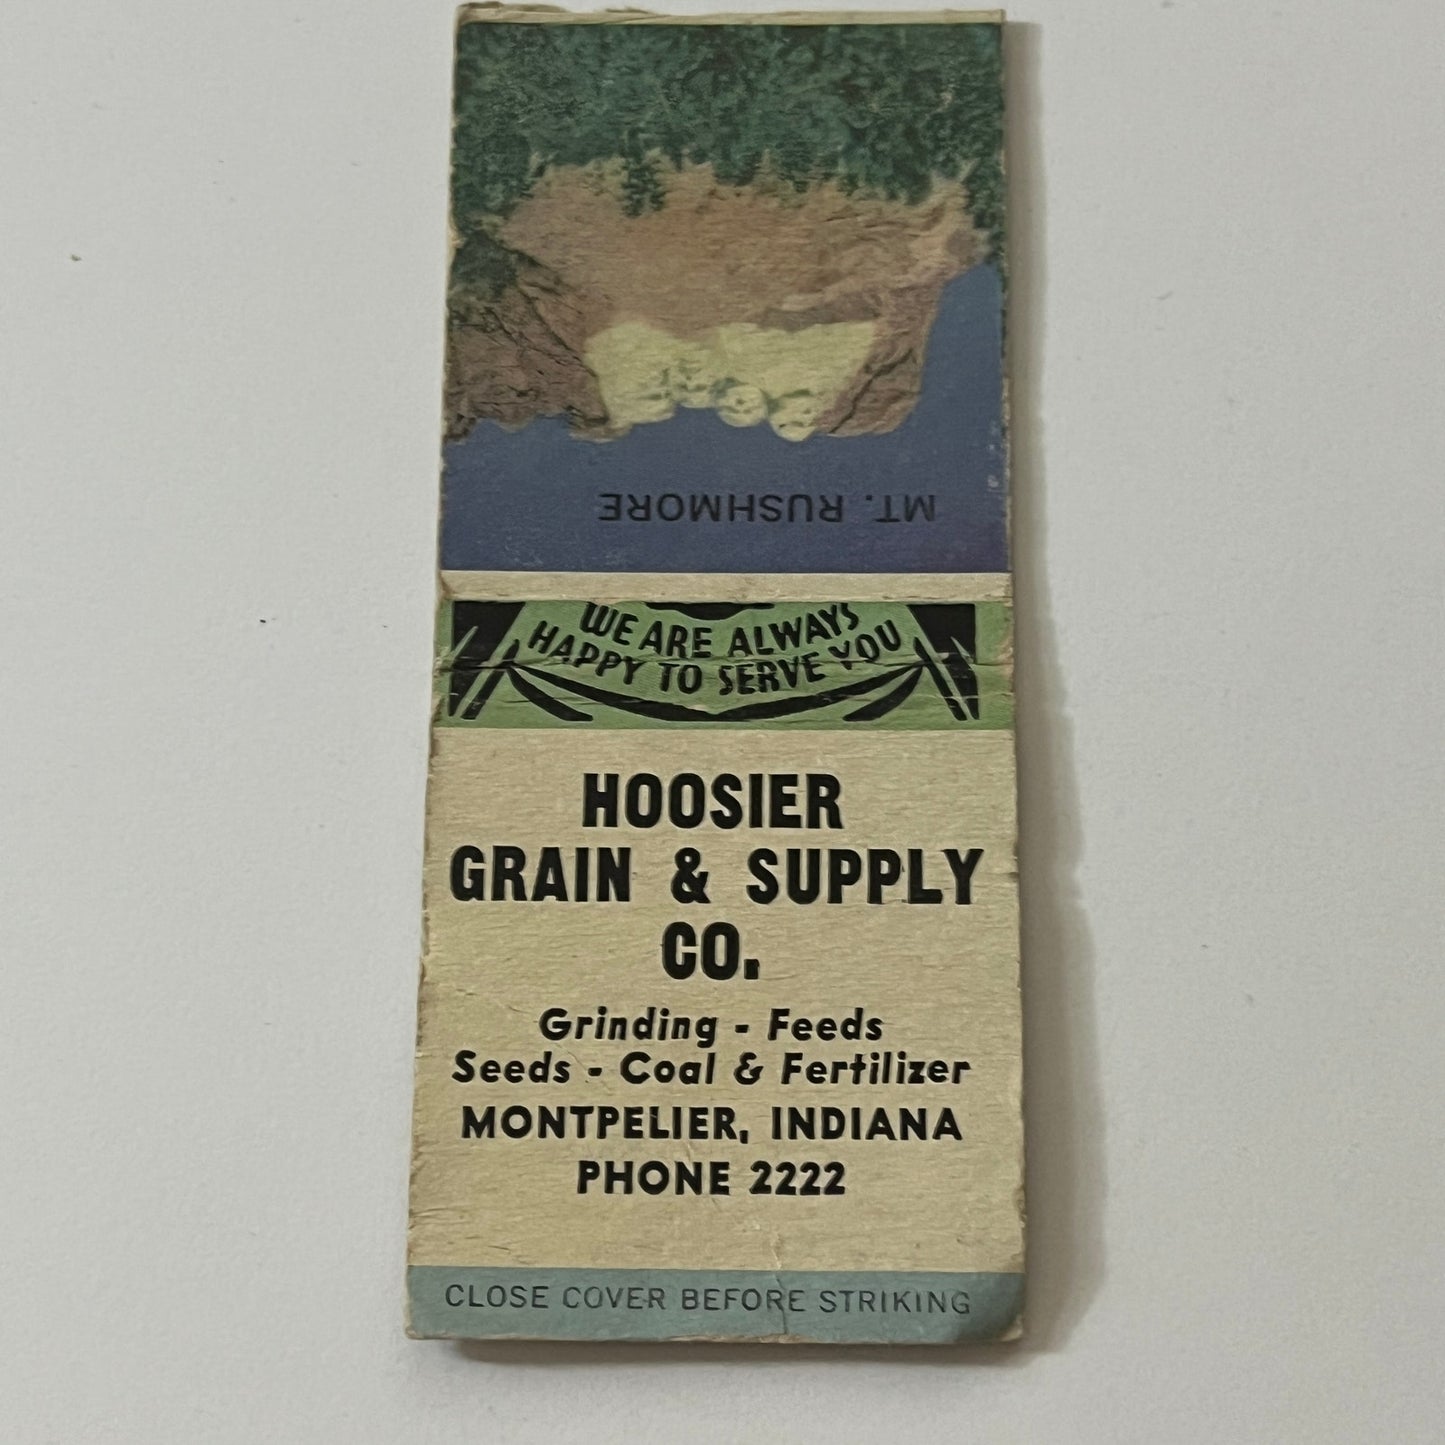 MT. RUSHMORE
WE ARE ALWAYS
HAPPY TO SERVE YOU
HOOSIER
GRAIN & SUPPLY
CO.
Grinding - Feeds
Seeds - Coal & Fertilizer
MONTPELIER, INDIANA
PHONE 2222
CLOSE COVER BEFORE STRIKING